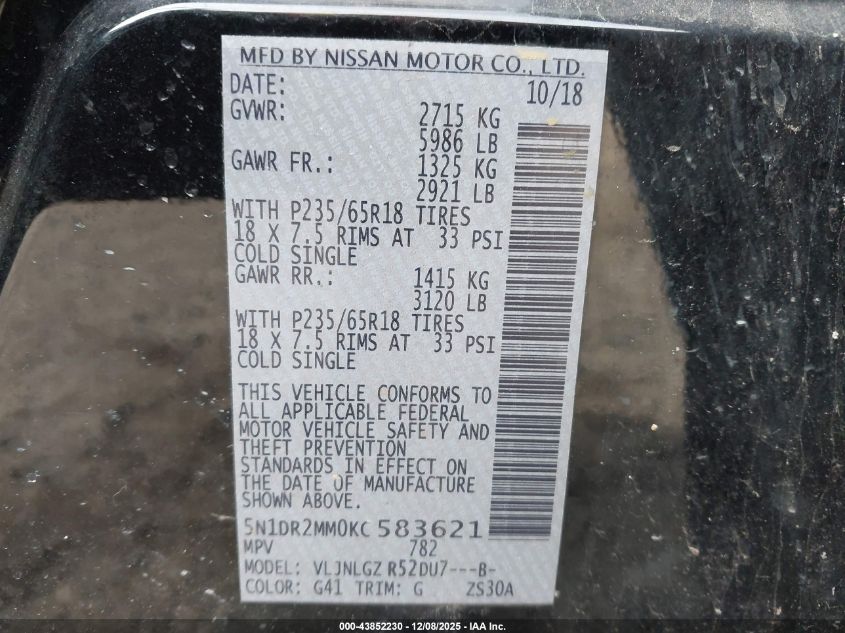 MFD BY NISSAN MOTOR CO., LTD.
DATE: 10/18
GVWR: 2715 KG
5986 LB
GAWR FR.: 1325 KG
2921 LB
WITH P235/65R18 TIRES
18 X 7.5 RIMS AT 33 PSI
COLD SINGLE
GAWR RR.: 1415 KG
3120 LB
WITH P235/65R18 TIRES
18 X 7.5 RIMS AT 33 PSI
COLD SINGLE
THIS VEHICLE CONFORMS TO
ALL APPLICABLE FEDERAL
MOTOR VEHICLE SAFETY AND
THEFT PREVENTION
STANDARDS IN EFFECT ON
THE DATE OF MANUFACTURE
SHOWN ABOVE.
5N1DR2MM0KC583621
MPV 782
MODEL: VLJNLGZ R52DU7---B-
COLOR: G41 TRIM: G ZS30A
000-43852230 - 12/08/2025 - IAA Inc.